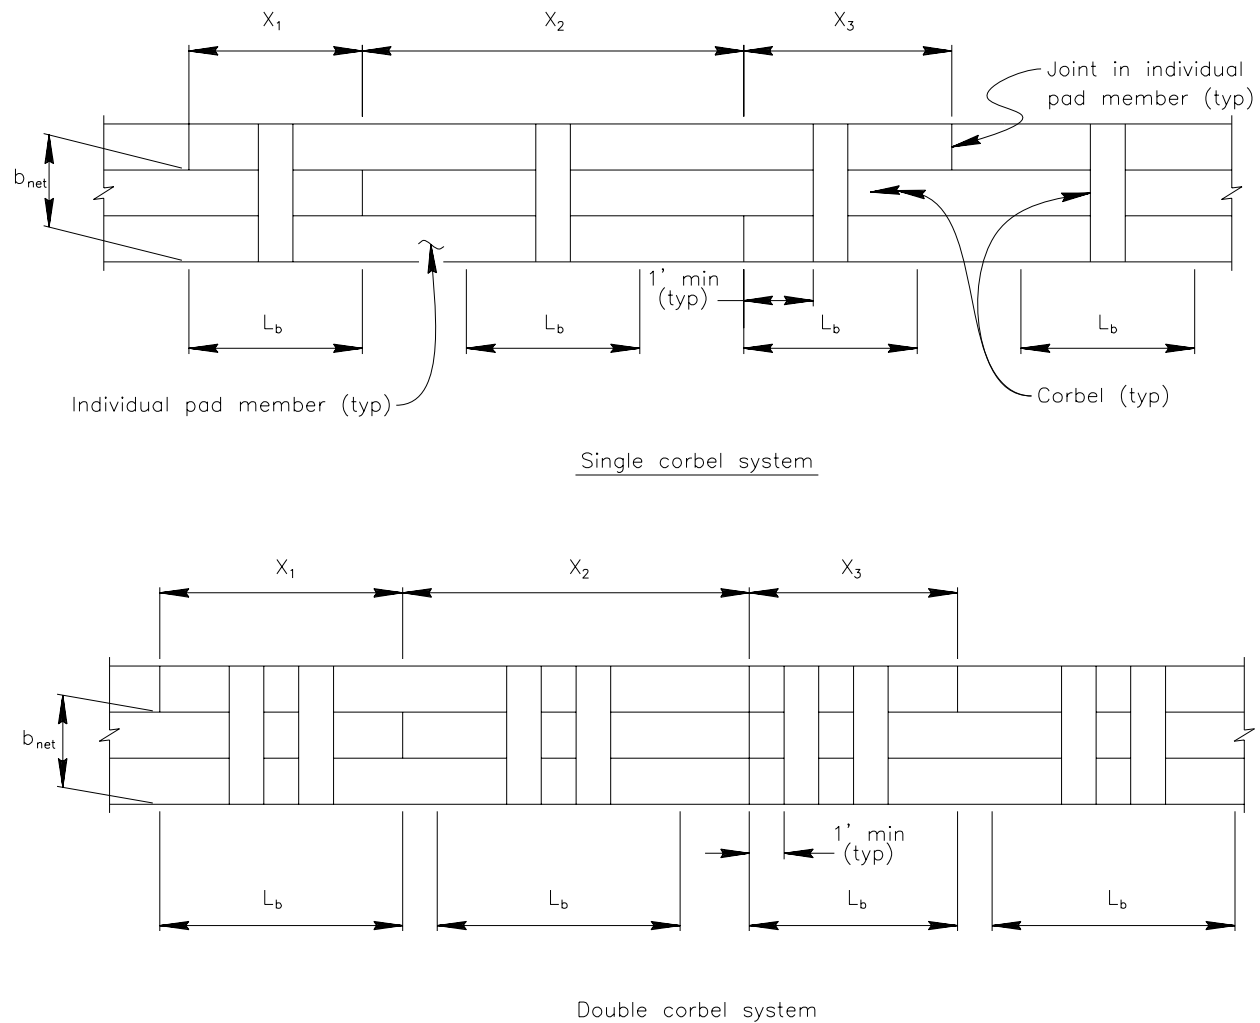 X₁
X₂
X₃
Joint in individual
pad member (typ)
bnet
1' min
(typ)
Lb
Lb
Lb
Lb
Individual pad member (typ)
Corbel (typ)
Single corbel system
X₁
X₂
X₃
bnet
1' min
(typ)
Lb
Lb
Lb
Lb
Double corbel system